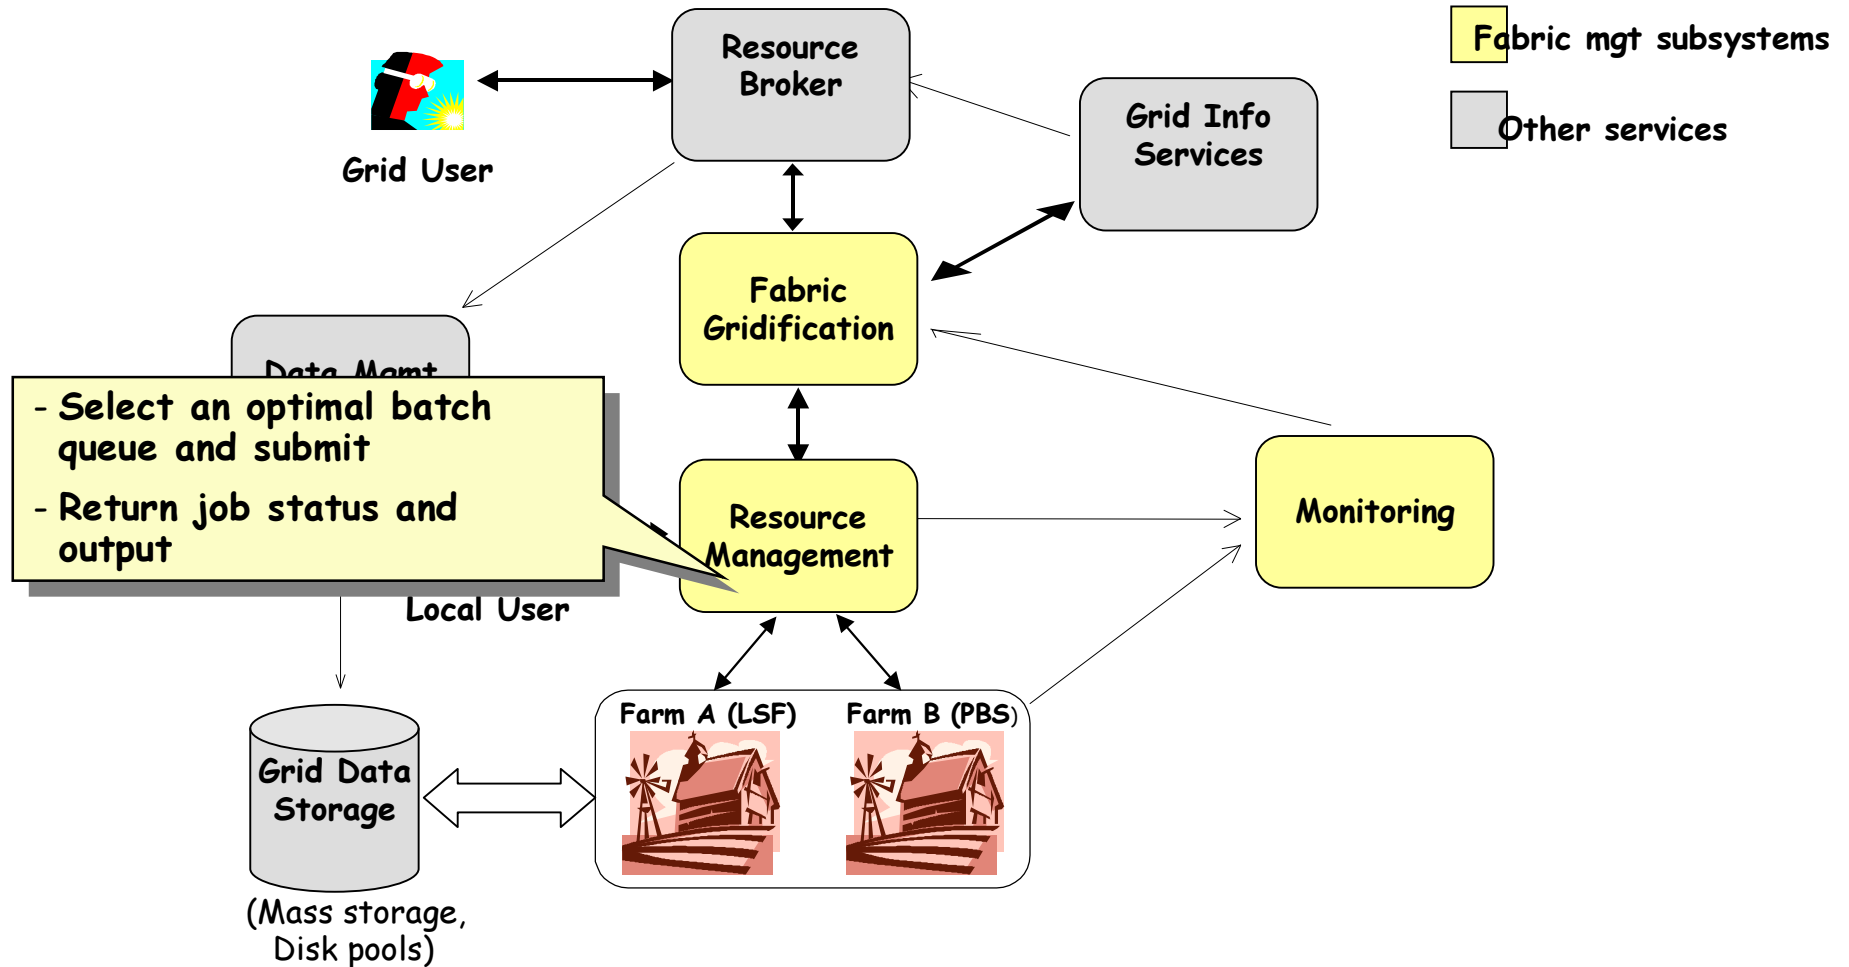 Resource
Broker
Fabric mgt subsystems
Grid Info
Services
Other services
Grid User
Fabric
Gridification
Data Mgmt
- Select an optimal batch
queue and submit
- Return job status and
output
Resource
Management
Monitoring
Local User
Farm A (LSF)
Farm B (PBS)
Grid Data
Storage
(Mass storage,
Disk pools)